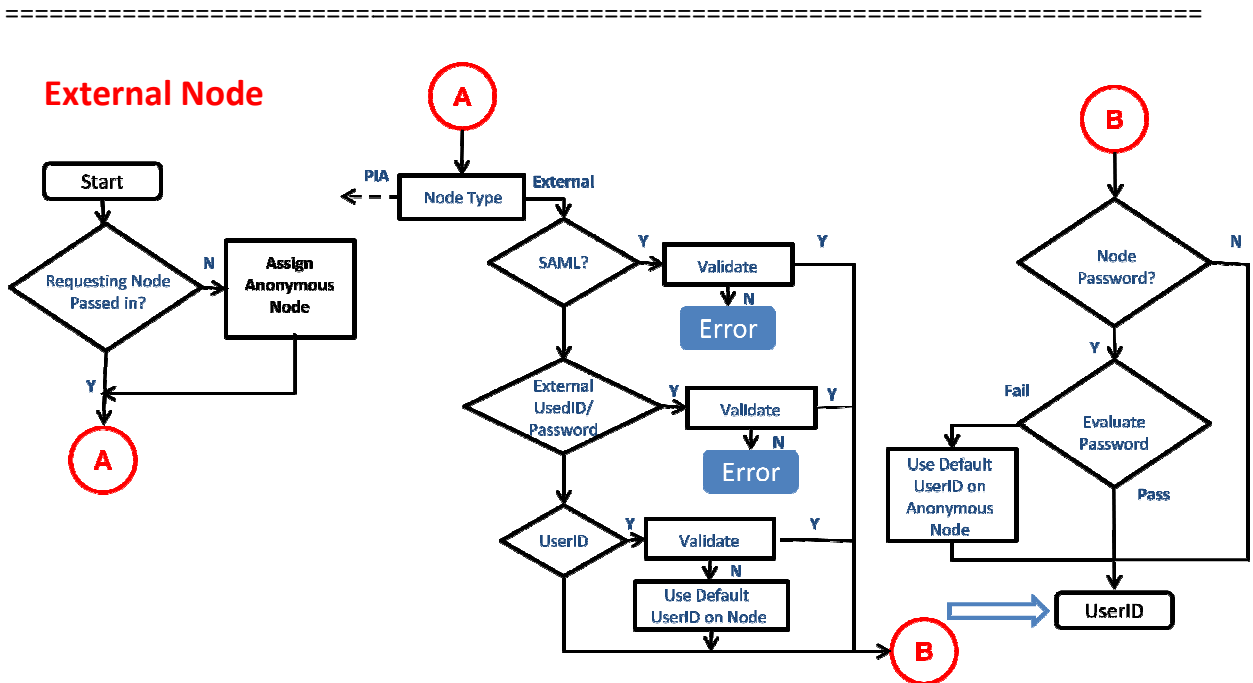 External Node
Start
Requesting Node
Passed in?
N
Assign
Anonymous
Node
Y
A
A
PIA
Node Type
External
SAML?
Y
Validate
Y
N
Error
External
UsedID/
Password
Y
Validate
Y
N
Error
UserID
Y
Validate
Y
N
Use Default
UserID on Node
B
B
Node
Password?
N
Y
Fail
Evaluate
Password
Use Default
UserID on
Anonymous
Node
Pass
UserID